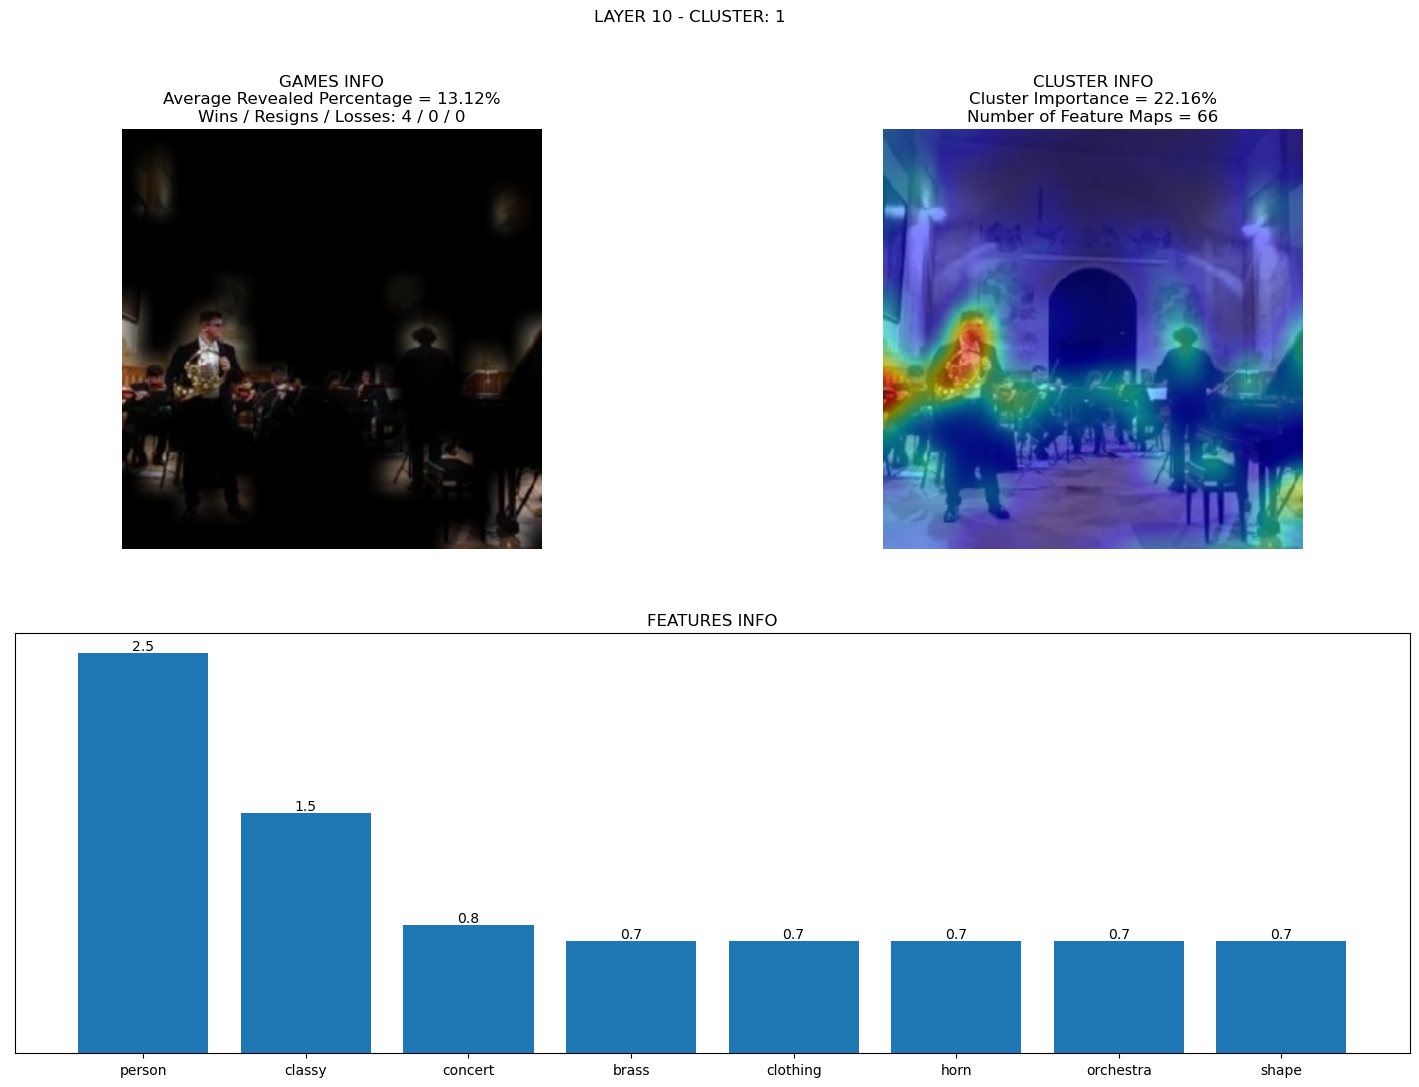 LAYER 10 - CLUSTER: 1
GAMES INFO
Average Revealed Percentage = 13.12%
Wins / Resigns / Losses: 4 / 0 / 0
CLUSTER INFO
Cluster Importance = 22.16%
Number of Feature Maps = 66
FEATURES INFO
2.5
1.5
0.8
0.7
0.7
0.7
0.7
0.7
person
classy
concert
brass
clothing
horn
orchestra
shape